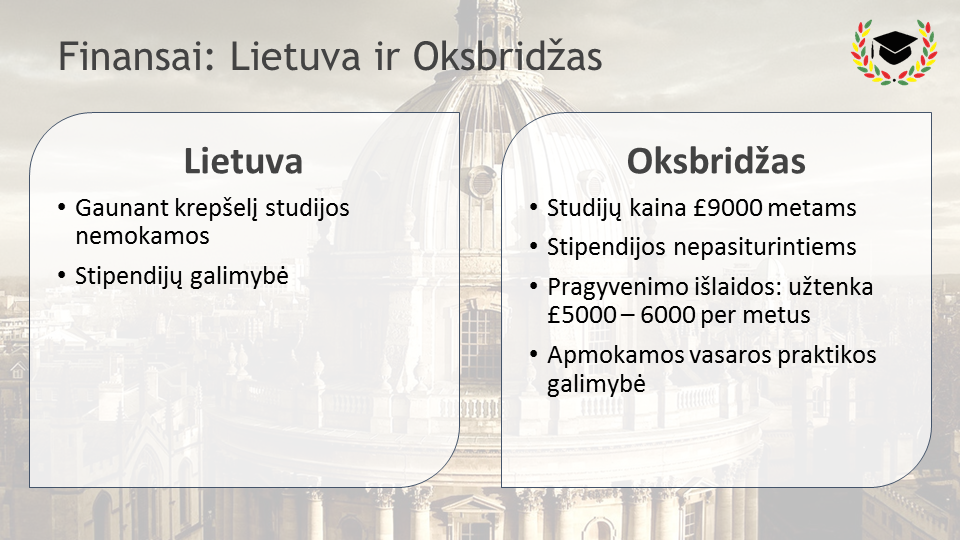 Finansai: Lietuva ir Oksbridžas
Lietuva
• Gaunant krepšelį studijos
nemokamos
• Stipendijų galimybė
Oksbridžas
• Studijų kaina £9000 metams
• Stipendijos nepasiturintiems
• Pragyvenimo išlaidos: užtenka
£5000 – 6000 per metus
• Apmokamos vasaros praktikos
galimybė